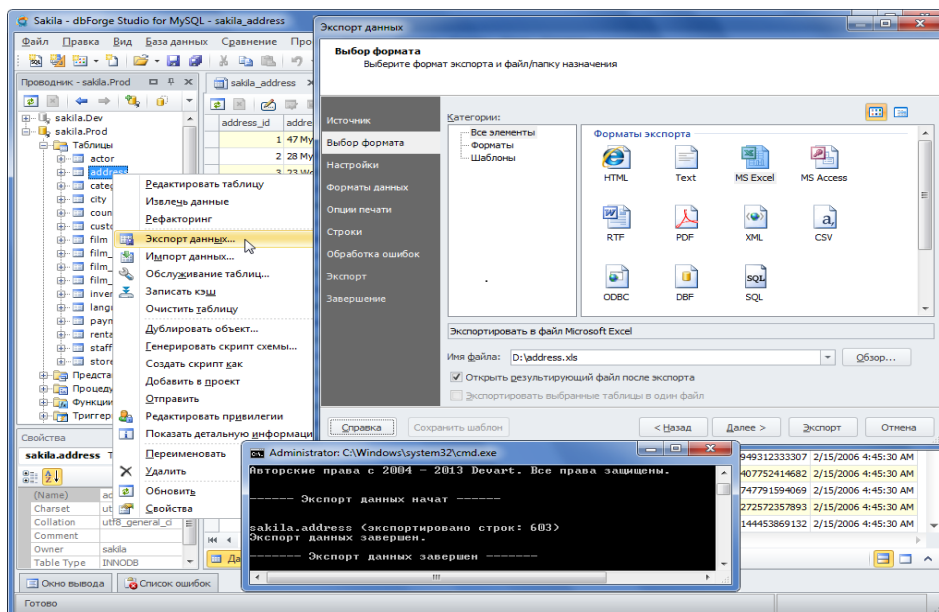 Sakila - dbForge Studio for MySQL - sakila_address
Файл Правка Вид База данных Сравнение
Проводник - sakila.Prod
sakila.Dev
sakila.Prod
Таблицы
actor
address
city
film
staff
Свойства
sakila.address
(Name)
Charset
Collation utf8_general_ci
Comment
Owner sakila
Table Type INNODB
Окно вывода Список ошибок
Готово
sakila_address
address_id
1 47 My
2 28 My
3
Редактировать таблицу
Извлечь данные
Рефакторинг
Экспорт данных...
Импорт данных...
Обслуживание таблиц...
Записать кэш
Очистить таблицу
Дублировать объект...
Генерировать скрипт схемы...
Создать скрипт как
Добавить в проект
Отправить
Редактировать привилегии
Показать детальную
Переименовать
Удалить
Обновить
Свойства
Экспорт данных
Выбор формата
Выберите формат экспорта и файл/папку назначения
Источник
Выбор формата
Настройки
Форматы данных
Опции печати
Строки
Обработка ошибок
Экспорт
Завершение
Категории:
Все элементы
Форматы
Шаблоны
Форматы экспорта
HTML Text MS Excel MS Access
RTF PDF XML CSV
ODBC DBF SQL
Экспортировать в файл Microsoft Excel
Имя файла: D:\address.xls Обзор...
Открыть результирующий файл после экспорта
Экспортировать выбранные таблицы в один файл
Справка Сохранить шаблон < Назад Далее > Экспорт Отмена
Administrator: C:\Windows\system32\cmd.exe
Авторские права с 2004 - 2013 Devart. Все права защищены.
------ Экспорт данных начат ------
sakila.address (экспортировано строк: 603)
Экспорт данных завершен.
------- Экспорт данных завершен -------
949312333307 2/15/2006 4:45:30 AM
407752414682 2/15/2006 4:45:30 AM
747791594069 2/15/2006 4:45:30 AM
272572357893 2/15/2006 4:45:30 AM
144453869132 2/15/2006 4:45:30 AM